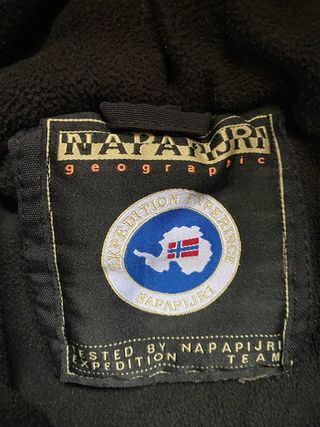 NAPAPIJRI
geographic
EXPEDITION EXPERIENCE
NAPAPIJRI
TESTED BY NAPAPIJRI
EXPEDITION TEAM